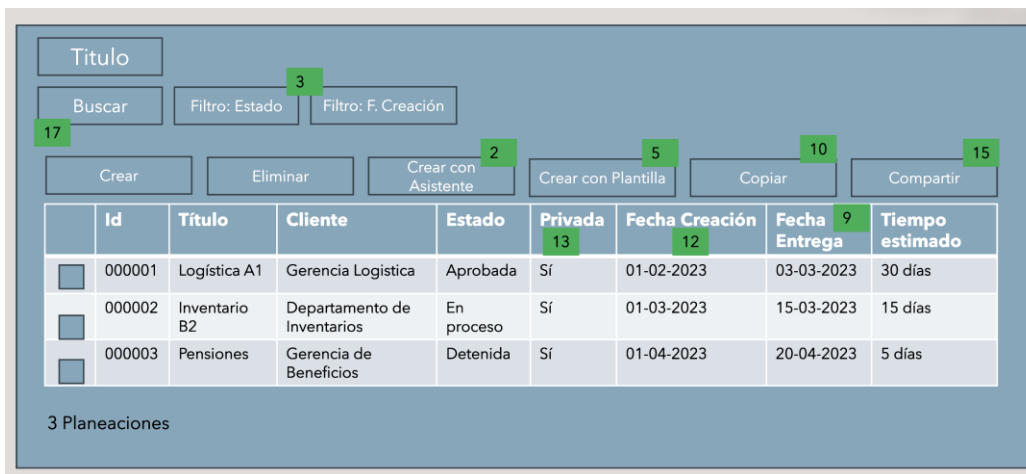 Titulo
3
Buscar Filtro: Estado Filtro: F. Creación
17
2 5 10 15
Crear Eliminar Crear con Asistente Crear con Plantilla Copiar Compartir
Id Título Cliente Estado Privada Fecha Creación Fecha Entrega Tiempo estimado
13 12 9
000001 Logística A1 Gerencia Logistica Aprobada Sí 01-02-2023 03-03-2023 30 días
000002 Inventario B2 Departamento de Inventarios En proceso Sí 01-03-2023 15-03-2023 15 días
000003 Pensiones Gerencia de Beneficios Detenida Sí 01-04-2023 20-04-2023 5 días
3 Planeaciones